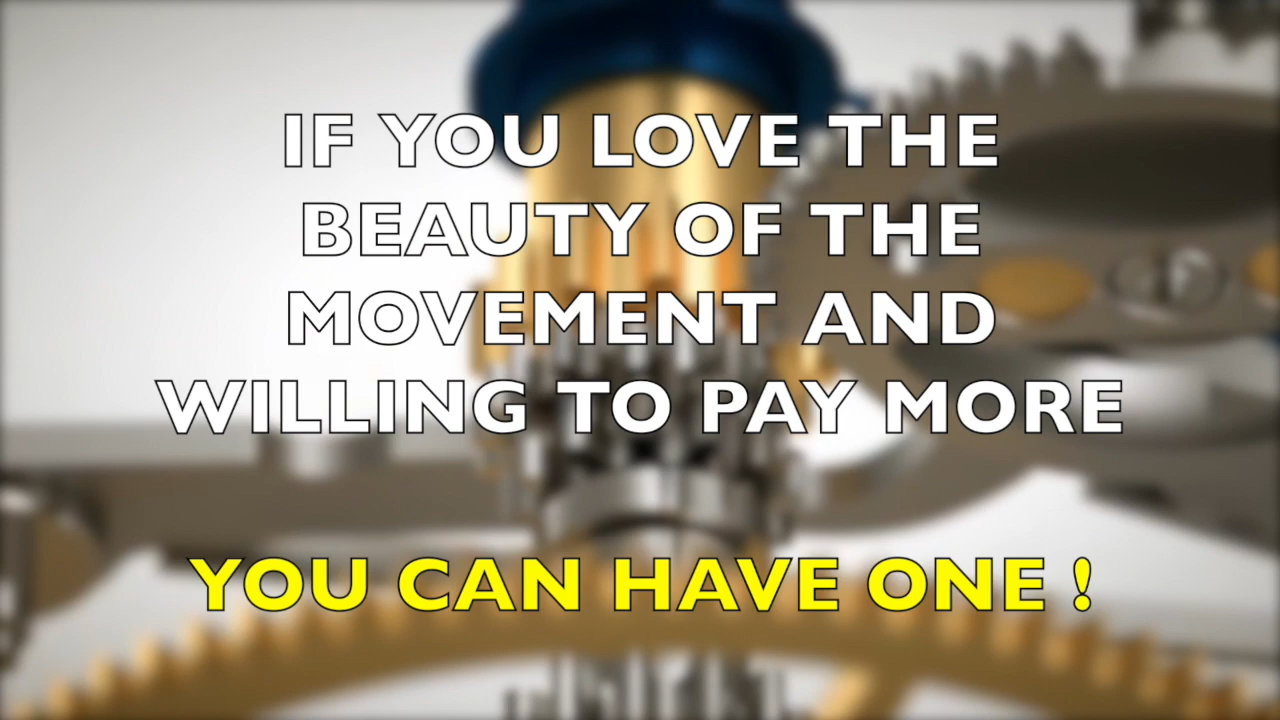 IF YOU LOVE THE
BEAUTY OF THE
MOVEMENT AND
WILLING TO PAY MORE
YOU CAN HAVE ONE !